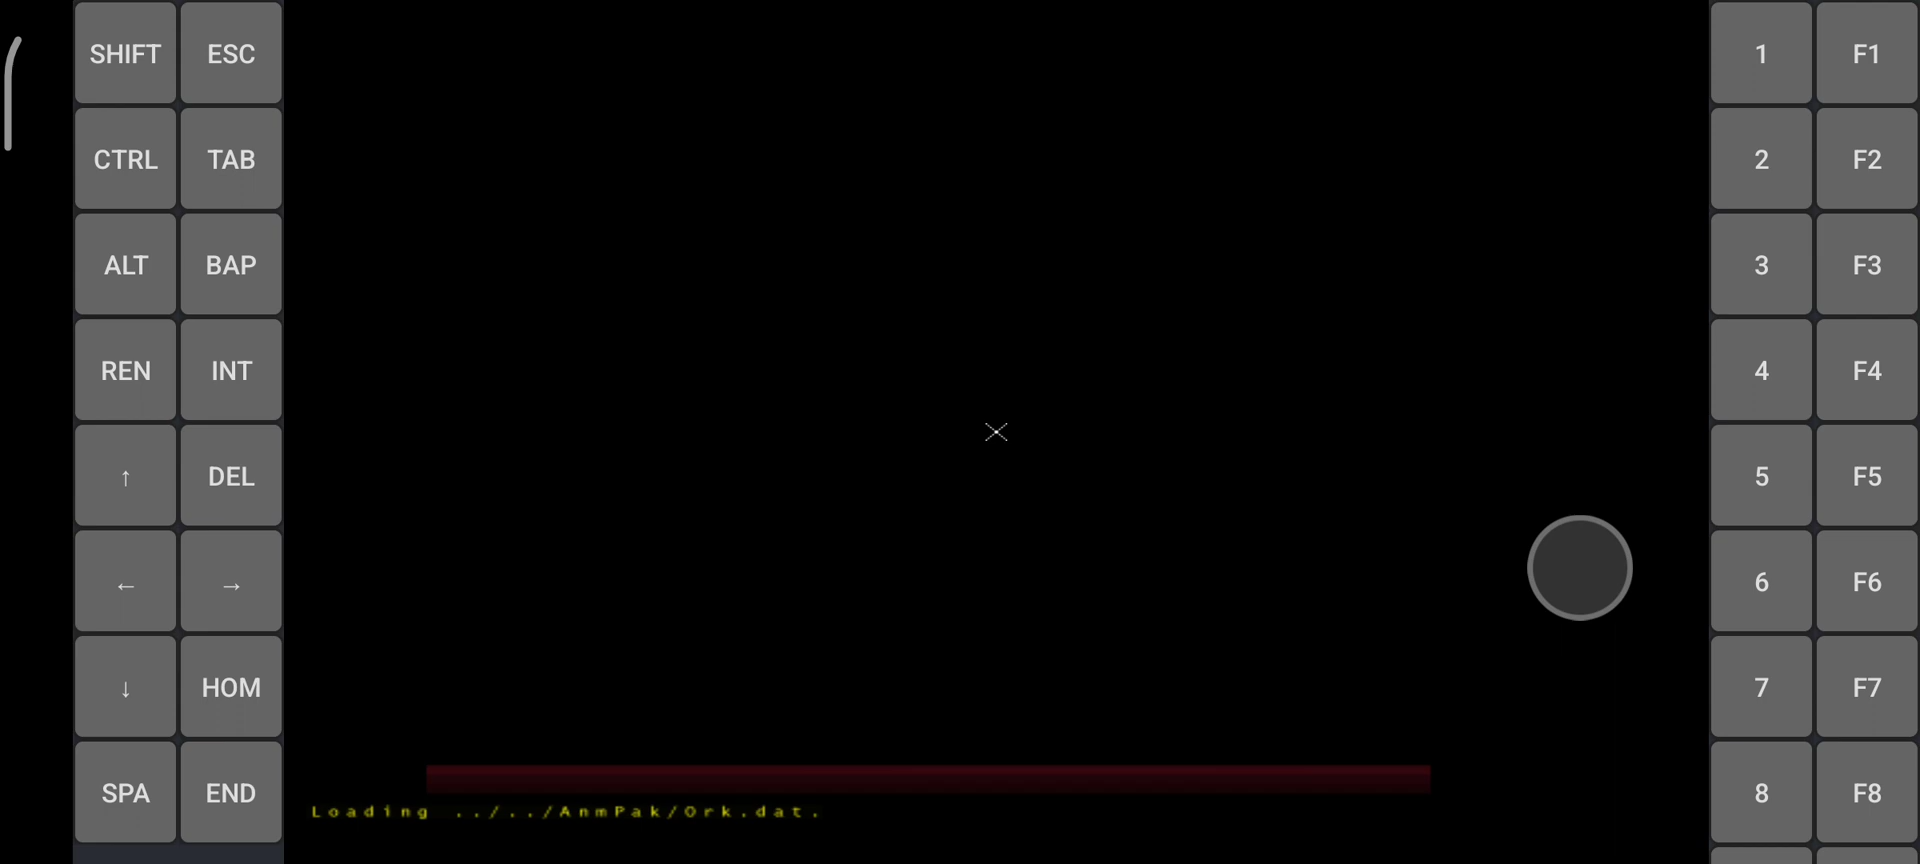 SHIFT ESC 1 F1
CTRL TAB 2 F2
ALT BAP 3 F3
REN INT 4 F4
↑ DEL 5 F5
← → 6 F6
↓ HOM 7 F7
SPA END 8 F8
Loading ../../AnmPak/Ork.dat.